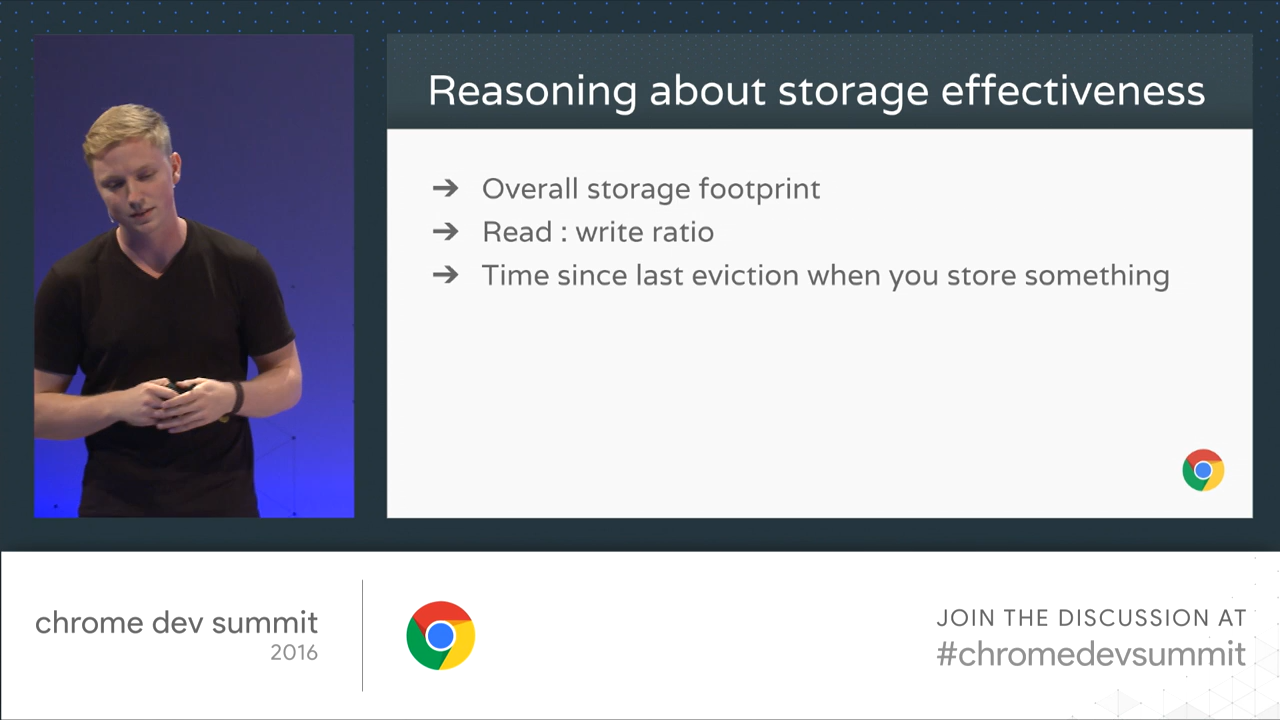 Reasoning about storage effectiveness
➔ Overall storage footprint
➔ Read : write ratio
➔ Time since last eviction when you store something
chrome dev summit
2016
JOIN THE DISCUSSION AT
#chromedevsummit